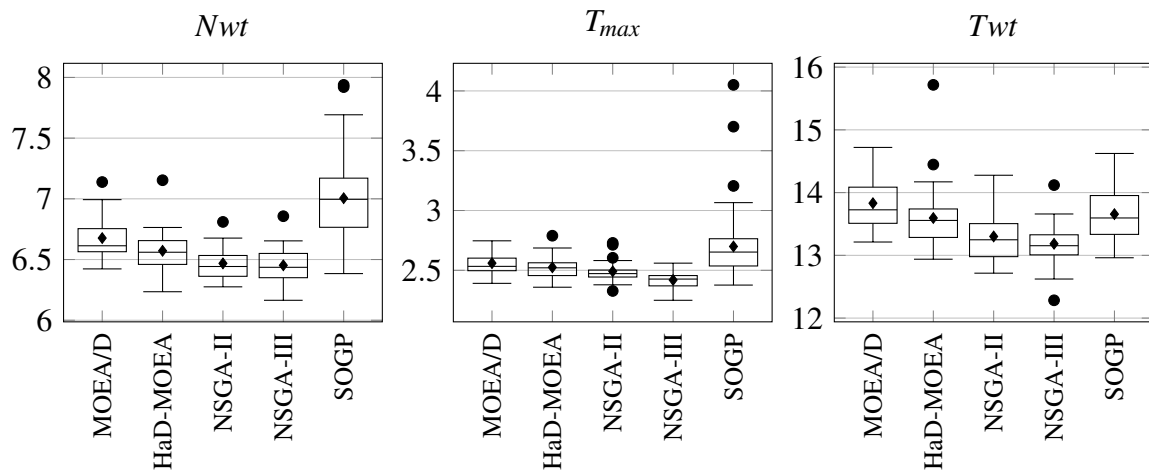 Nwt
8
7.5
7
6.5
6
MOEA/D
HaD-MOEA
NSGA-II
NSGA-III
SOGP
T_max
4
3.5
3
2.5
MOEA/D
HaD-MOEA
NSGA-II
NSGA-III
SOGP
Twt
16
15
14
13
12
MOEA/D
HaD-MOEA
NSGA-II
NSGA-III
SOGP